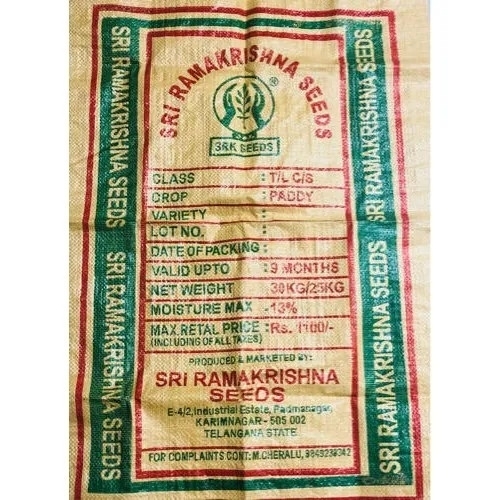 SRI RAMAKRISHNA SEEDS
®
SRK SEEDS
CLASS : T/L C/S
CROP : PADDY
VARIETY :
LOT NO. :
DATE OF PACKING :
VALID UPTO : 9 MONTHS
NET WEIGHT 30KG/25KG
MOISTURE MAX -13%
MAX.RETAL PRICE : Rs. 1100/-
(INCLUDING OF ALL TAXES)
PRODUCED & MARKETED BY:
SRI RAMAKRISHNA
SEEDS
E-4/2, Industrial Estate, Padmanagar,
KARIMNAGAR - 505 002
TELANGANA STATE
FOR COMPLAINTS CONT: M.CHERALU, 9849239342
SRI RAMAKRISHNA SEEDS
SRI RAMAKRISHNA SEEDS
SRI RAMAKRISHNA SEEDS
SRI RAMAKRISHNA SEEDS